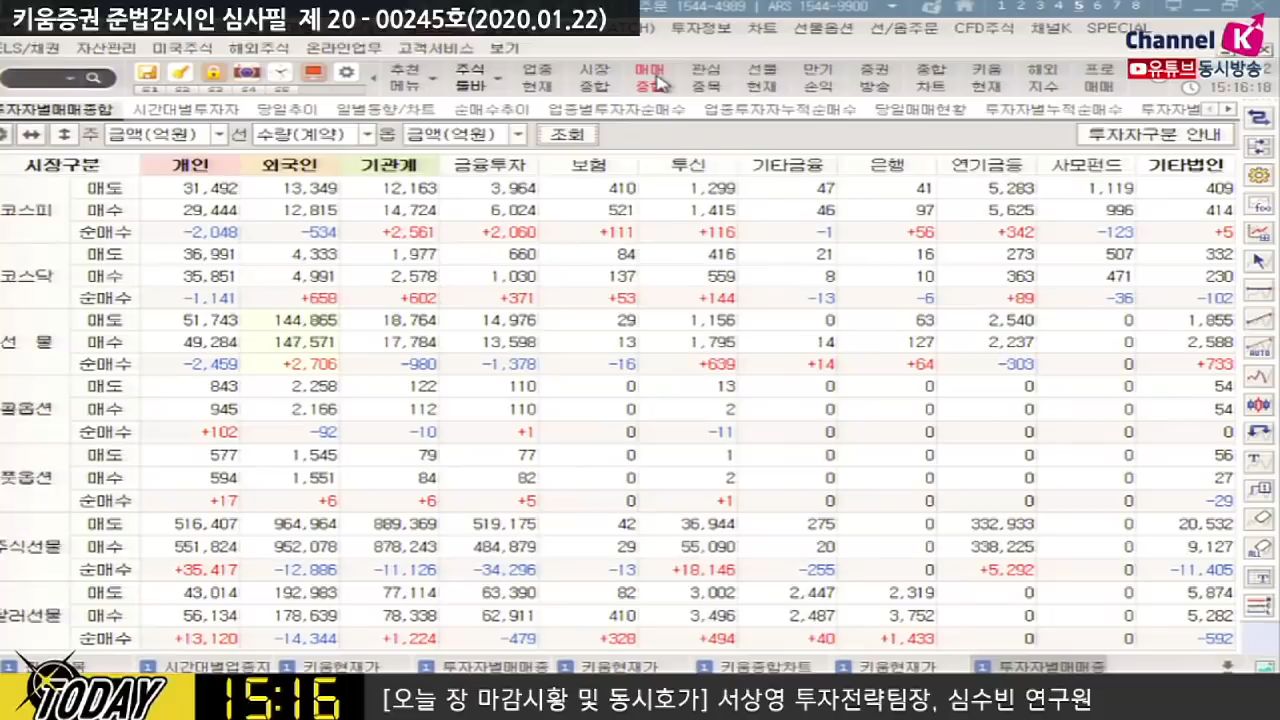 키움증권 준법감시인 심사필 제 20 - 00245호(2020.01.22)
1544-4989 | ARS 1544-9900 1 2 3 4 5 6 7 8
투자정보 차트 선물옵션 선/옵주문 CFD주식 채널K SPECIAL
Channel K
ELS/채권 자산관리 미국주식 해외주식 온라인업무 고객서비스 보기
유튜브 동시방송
추천 주식 업종 시장 매매 관심 선물 만기 증권 종합 키움 해외 프로
메뉴 툴바 현재 종합 종합 종목 현재 손익 방송 차트 현재 지수 매매 15:16:18
투자자별매매종합 시간대별투자자 당일추이 일별동향/차트 순매수추이 업종별투자자순매수 업종투자자누적순매수 당일매매현황 투자자별누적순매수 투자자별
주 금액(억원) 선 수량(계약) 옵 금액(억원) 조회 투자자구분 안내
시장구분 개인 외국인 기관계 금융투자 보험 투신 기타금융 은행 연기금등 사모펀드 기타법인
매도 31,492 13,349 12,163 3,964 410 1,299 47 41 5,283 1,119 409
코스피 매수 29,444 12,815 14,724 6,024 521 1,415 46 97 5,625 996 414
순매수 -2,048 -534 +2,561 +2,060 +111 +116 -1 +56 +342 -123 +5
매도 36,991 4,333 1,977 660 84 416 21 16 273 507 332
코스닥 매수 35,851 4,991 2,578 1,030 137 559 8 10 363 471 230
순매수 -1,141 +658 +602 +371 +53 +144 -13 -6 +89 -36 -102
매도 51,743 144,865 18,764 14,976 29 1,156 0 63 2,540 0 1,855
선 물 매수 49,284 147,571 17,784 13,598 13 1,795 14 127 2,237 0 2,588
순매수 -2,459 +2,706 -980 -1,378 -16 +639 +14 +64 -303 0 +733
매도 843 2,258 122 110 0 13 0 0 0 0 54
콜옵션 매수 945 2,166 112 110 0 2 0 0 0 0 54
순매수 +102 -92 -10 +1 0 -11 0 0 0 0 0
매도 577 1,545 79 77 0 1 0 0 0 0 56
풋옵션 매수 594 1,551 84 82 0 2 0 0 0 0 27
순매수 +17 +6 +6 +5 0 +1 0 0 0 0 -29
매도 516,407 964,964 889,369 519,175 42 36,944 275 0 332,933 0 20,532
주식선물 매수 551,824 952,078 878,243 484,879 29 55,090 20 0 338,225 0 9,127
순매수 +35,417 -12,886 -11,126 -34,296 -13 +18,146 -255 0 +5,292 0 -11,405
매도 43,014 192,983 77,114 63,390 82 3,002 2,447 2,319 0 0 5,874
달러선물 매수 56,134 178,639 78,338 62,911 410 3,496 2,487 3,752 0 0 5,282
순매수 +13,120 -14,344 +1,224 -479 +328 +494 +40 +1,433 0 0 -592
1 1 시간대별업종지 1 키움현재가 1 투자자별매매종 1 키움현재가 1 키움종합차트 1 키움현재가 1 투자자별매매종
TODAY 15:16 [오늘 장 마감시황 및 동시호가] 서상영 투자전략팀장, 심수빈 연구원